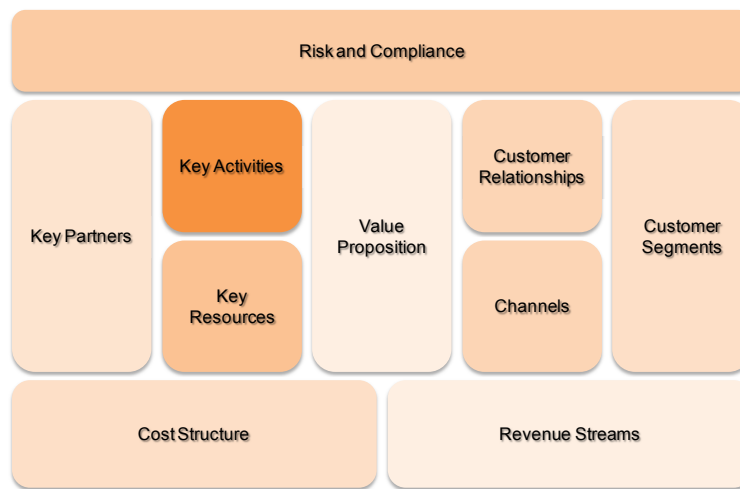 Risk and Compliance
Key Partners
Key Activities
Key
Resources
Value
Proposition
Customer
Relationships
Channels
Customer
Segments
Cost Structure
Revenue Streams